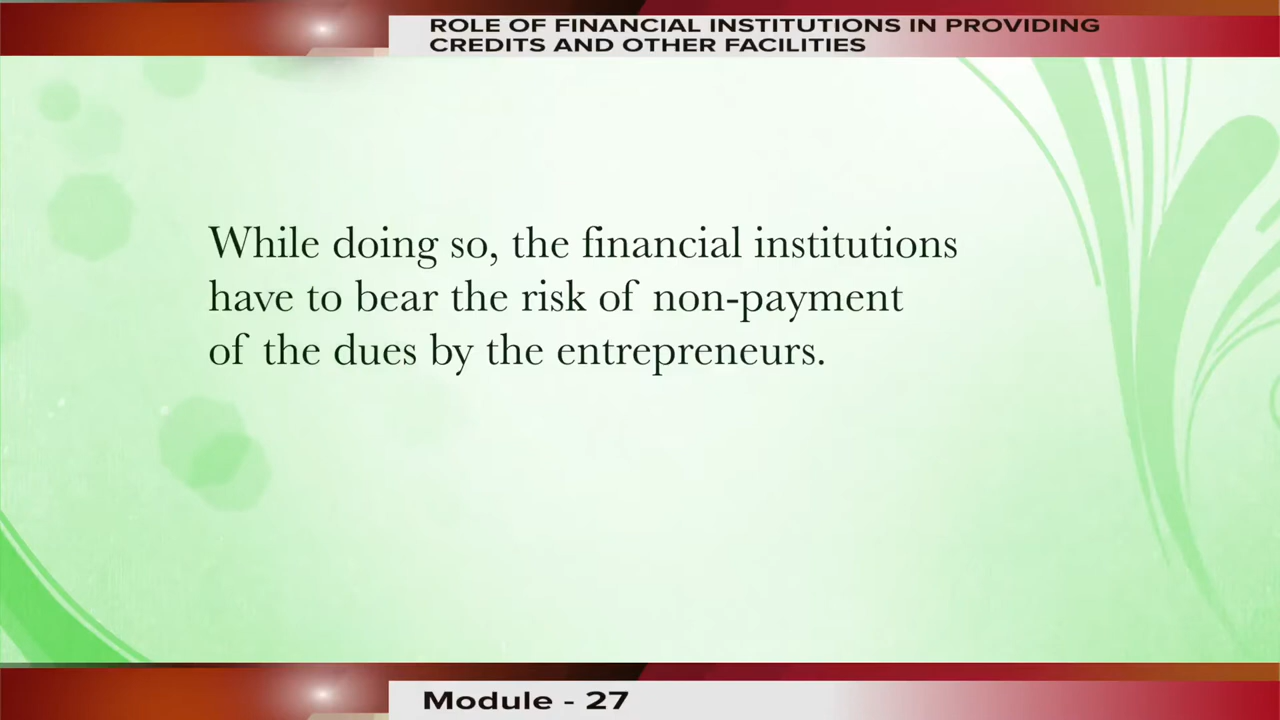 ROLE OF FINANCIAL INSTITUTIONS IN PROVIDING
CREDITS AND OTHER FACILITIES
While doing so, the financial institutions
have to bear the risk of non-payment
of the dues by the entrepreneurs.
Module - 27